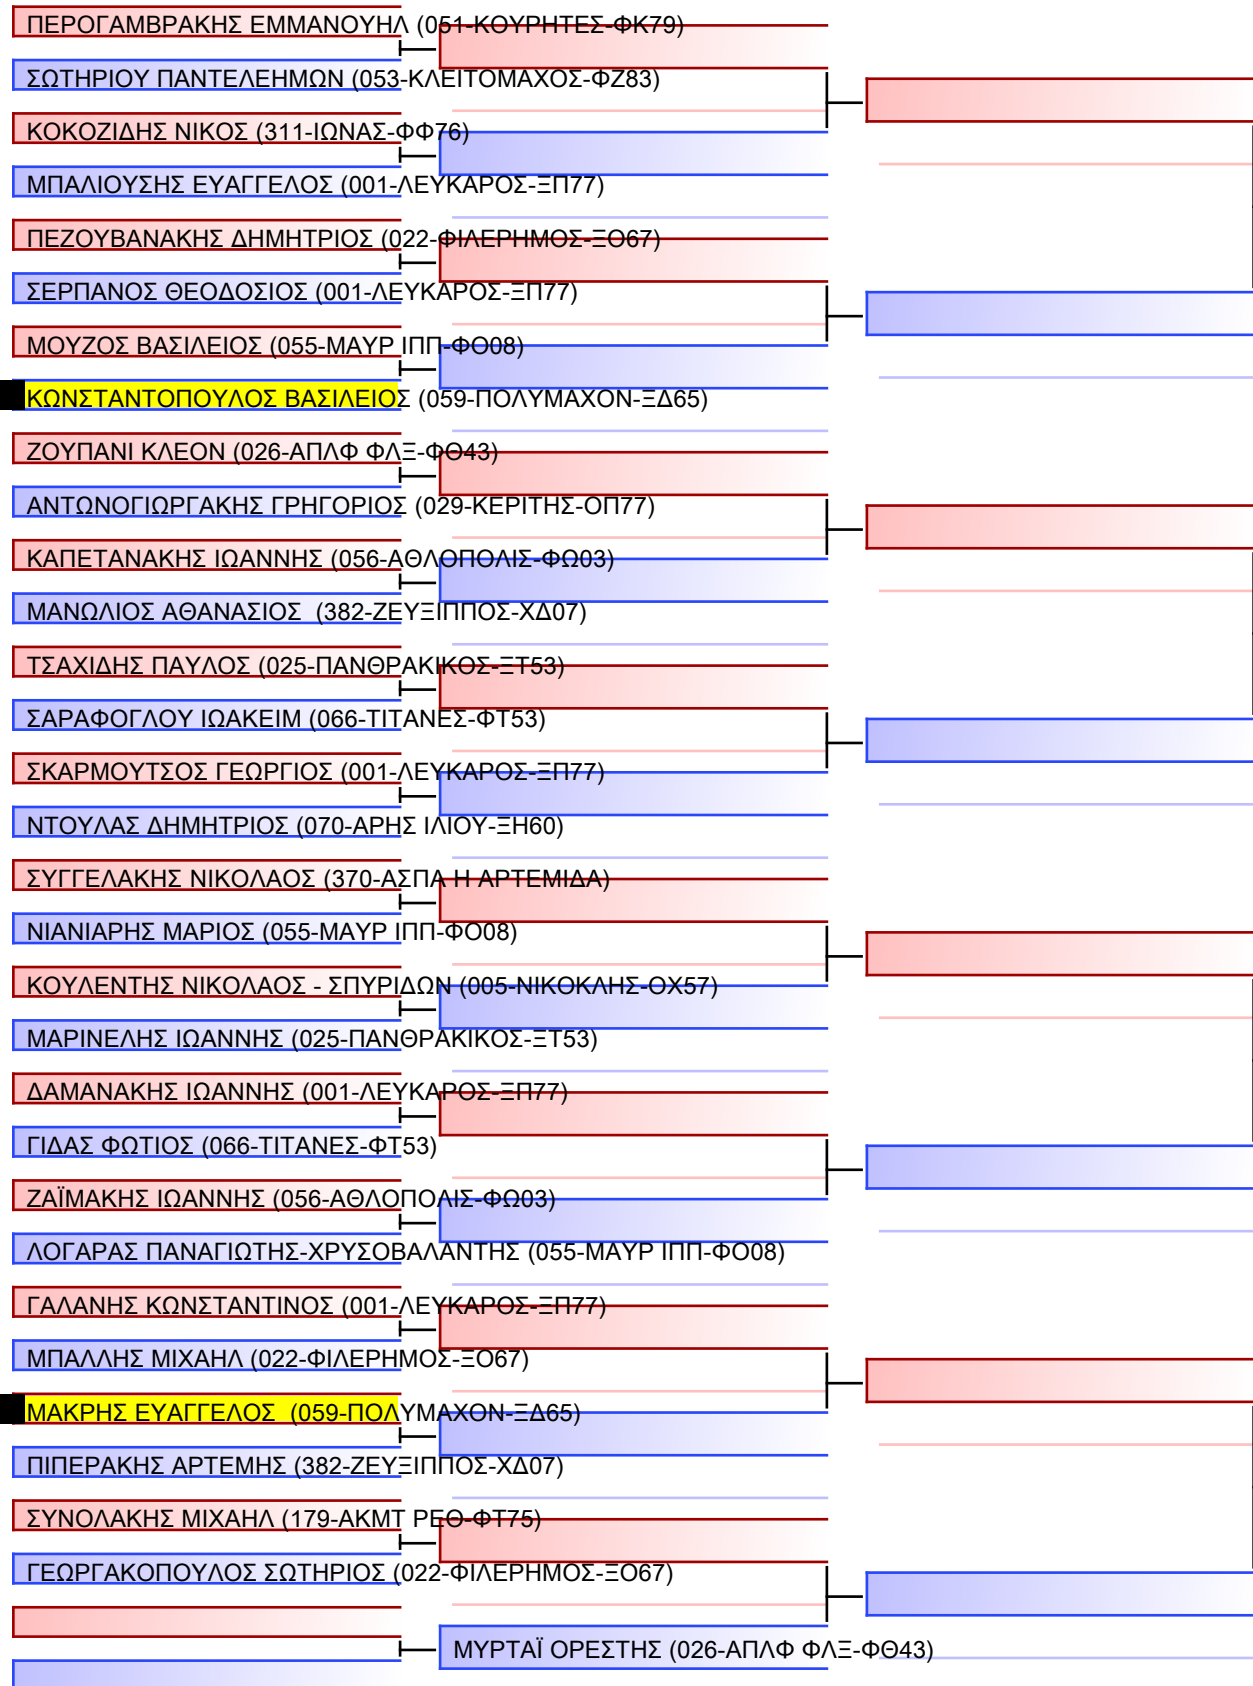 ΠΕΡΟΓΑΜΒΡΑΚΗΣ ΕΜΜΑΝΟΥΗΛ (051-ΚΟΥΡΗΤΕΣ-ΦΚ79)
ΣΩΤΗΡΙΟΥ ΠΑΝΤΕΛΕΗΜΩΝ (053-ΚΛΕΙΤΟΜΑΧΟΣ-ΦΖ83)
ΚΟΚΟΖΙΔΗΣ ΝΙΚΟΣ (311-ΙΩΝΑΣ-ΦΦ76)
ΜΠΑΛΙΟΥΣΗΣ ΕΥΑΓΓΕΛΟΣ (001-ΛΕΥΚΑΡΟΣ-ΞΠ77)
ΠΕΖΟΥΒΑΝΑΚΗΣ ΔΗΜΗΤΡΙΟΣ (022-ΦΙΛΕΡΗΜΟΣ-ΞΟ67)
ΣΕΡΠΑΝΟΣ ΘΕΟΔΟΣΙΟΣ (001-ΛΕΥΚΑΡΟΣ-ΞΠ77)
ΜΟΥΖΟΣ ΒΑΣΙΛΕΙΟΣ (055-ΜΑΥΡ ΙΠΠ-ΦΟ08)
ΚΩΝΣΤΑΝΤΟΠΟΥΛΟΣ ΒΑΣΙΛΕΙΟΣ (059-ΠΟΛΥΜΑΧΟΝ-ΞΔ65)
ΖΟΥΠΑΝΙ ΚΛΕΟΝ (026-ΑΠΛΦ ΦΛΞ-ΦΘ43)
ΑΝΤΩΝΟΓΙΩΡΓΑΚΗΣ ΓΡΗΓΟΡΙΟΣ (029-ΚΕΡΙΤΗΣ-ΟΠ77)
ΚΑΠΕΤΑΝΑΚΗΣ ΙΩΑΝΝΗΣ (056-ΑΘΛΟΠΟΛΙΣ-ΦΩ03)
ΜΑΝΩΛΙΟΣ ΑΘΑΝΑΣΙΟΣ  (382-ΖΕΥΞΙΠΠΟΣ-ΧΔ07)
ΤΣΑΧΙΔΗΣ ΠΑΥΛΟΣ (025-ΠΑΝΘΡΑΚΙΚΟΣ-ΞΤ53)
ΣΑΡΑΦΟΓΛΟΥ ΙΩΑΚΕΙΜ (066-ΤΙΤΑΝΕΣ-ΦΤ53)
ΣΚΑΡΜΟΥΤΣΟΣ ΓΕΩΡΓΙΟΣ (001-ΛΕΥΚΑΡΟΣ-ΞΠ77)
ΝΤΟΥΛΑΣ ΔΗΜΗΤΡΙΟΣ (070-ΑΡΗΣ ΙΛΙΟΥ-ΞΗ60)
ΣΥΓΓΕΛΑΚΗΣ ΝΙΚΟΛΑΟΣ (370-ΑΣΠΑ Η ΑΡΤΕΜΙΔΑ)
ΝΙΑΝΙΑΡΗΣ ΜΑΡΙΟΣ (055-ΜΑΥΡ ΙΠΠ-ΦΟ08)
ΚΟΥΛΕΝΤΗΣ ΝΙΚΟΛΑΟΣ - ΣΠΥΡΙΔΩΝ (005-ΝΙΚΟΚΛΗΣ-ΟΧ57)
ΜΑΡΙΝΕΛΗΣ ΙΩΑΝΝΗΣ (025-ΠΑΝΘΡΑΚΙΚΟΣ-ΞΤ53)
ΔΑΜΑΝΑΚΗΣ ΙΩΑΝΝΗΣ (001-ΛΕΥΚΑΡΟΣ-ΞΠ77)
ΓΙΔΑΣ ΦΩΤΙΟΣ (066-ΤΙΤΑΝΕΣ-ΦΤ53)
ΖΑΪΜΑΚΗΣ ΙΩΑΝΝΗΣ (056-ΑΘΛΟΠΟΛΙΣ-ΦΩ03)
ΛΟΓΑΡΑΣ ΠΑΝΑΓΙΩΤΗΣ-ΧΡΥΣΟΒΑΛΑΝΤΗΣ (055-ΜΑΥΡ ΙΠΠ-ΦΟ08)
ΓΑΛΑΝΗΣ ΚΩΝΣΤΑΝΤΙΝΟΣ (001-ΛΕΥΚΑΡΟΣ-ΞΠ77)
ΜΠΑΛΛΗΣ ΜΙΧΑΗΛ (022-ΦΙΛΕΡΗΜΟΣ-ΞΟ67)
ΜΑΚΡΗΣ ΕΥΑΓΓΕΛΟΣ  (059-ΠΟΛΥΜΑΧΟΝ-ΞΔ65)
ΠΙΠΕΡΑΚΗΣ ΑΡΤΕΜΗΣ (382-ΖΕΥΞΙΠΠΟΣ-ΧΔ07)
ΣΥΝΟΛΑΚΗΣ ΜΙΧΑΗΛ (179-ΑΚΜΤ ΡΕΘ-ΦΤ75)
ΓΕΩΡΓΑΚΟΠΟΥΛΟΣ ΣΩΤΗΡΙΟΣ (022-ΦΙΛΕΡΗΜΟΣ-ΞΟ67)
ΜΥΡΤΑΪ ΟΡΕΣΤΗΣ (026-ΑΠΛΦ ΦΛΞ-ΦΘ43)